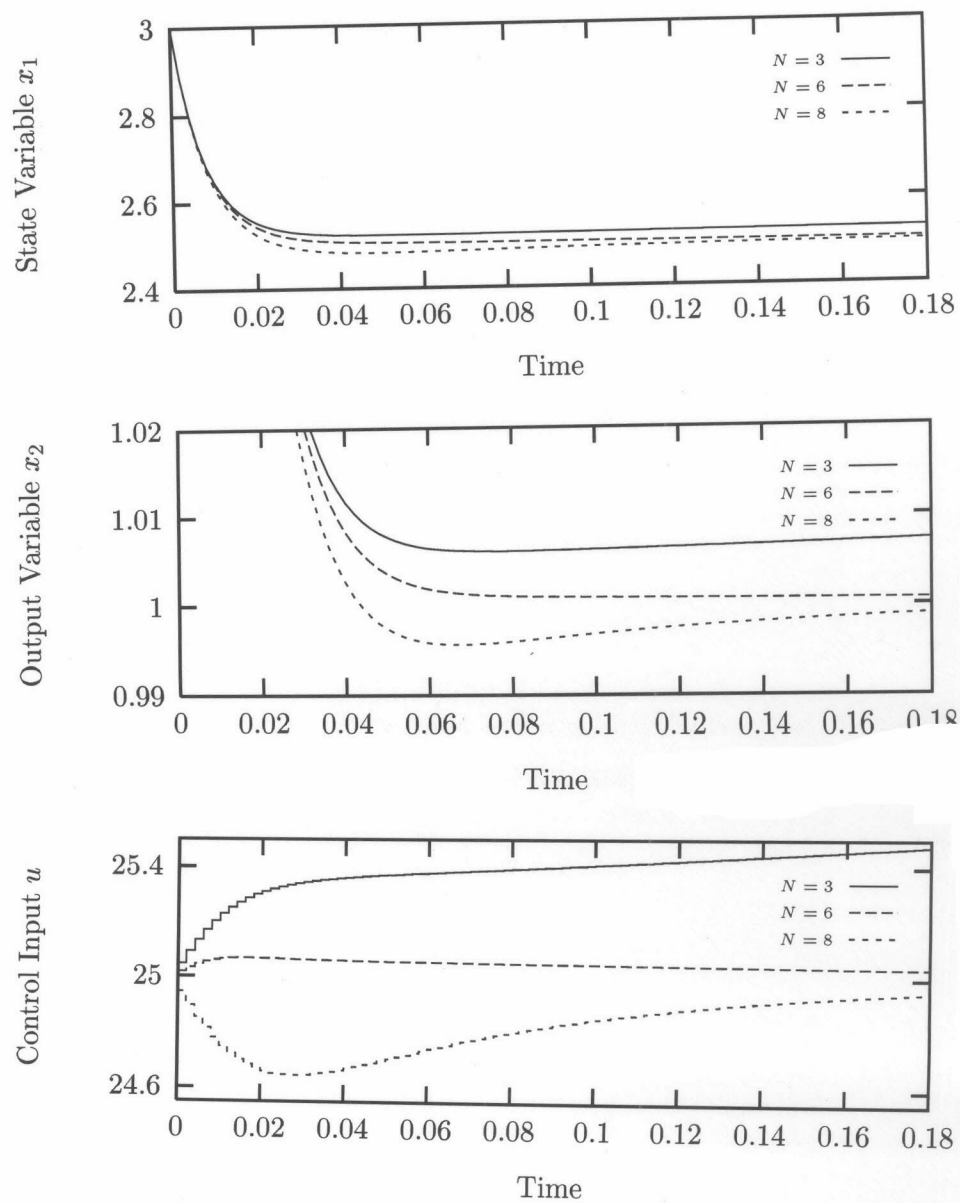 State Variable x₁
3
2.8
2.6
2.4
N = 3
N = 6
N = 8
0 0.02 0.04 0.06 0.08 0.1 0.12 0.14 0.16 0.18
Time
Output Variable x₂
1.02
1.01
1
0.99
N = 3
N = 6
N = 8
0 0.02 0.04 0.06 0.08 0.1 0.12 0.14 0.16 0.18
Time
Control Input u
25.4
25
24.6
N = 3
N = 6
N = 8
0 0.02 0.04 0.06 0.08 0.1 0.12 0.14 0.16 0.18
Time